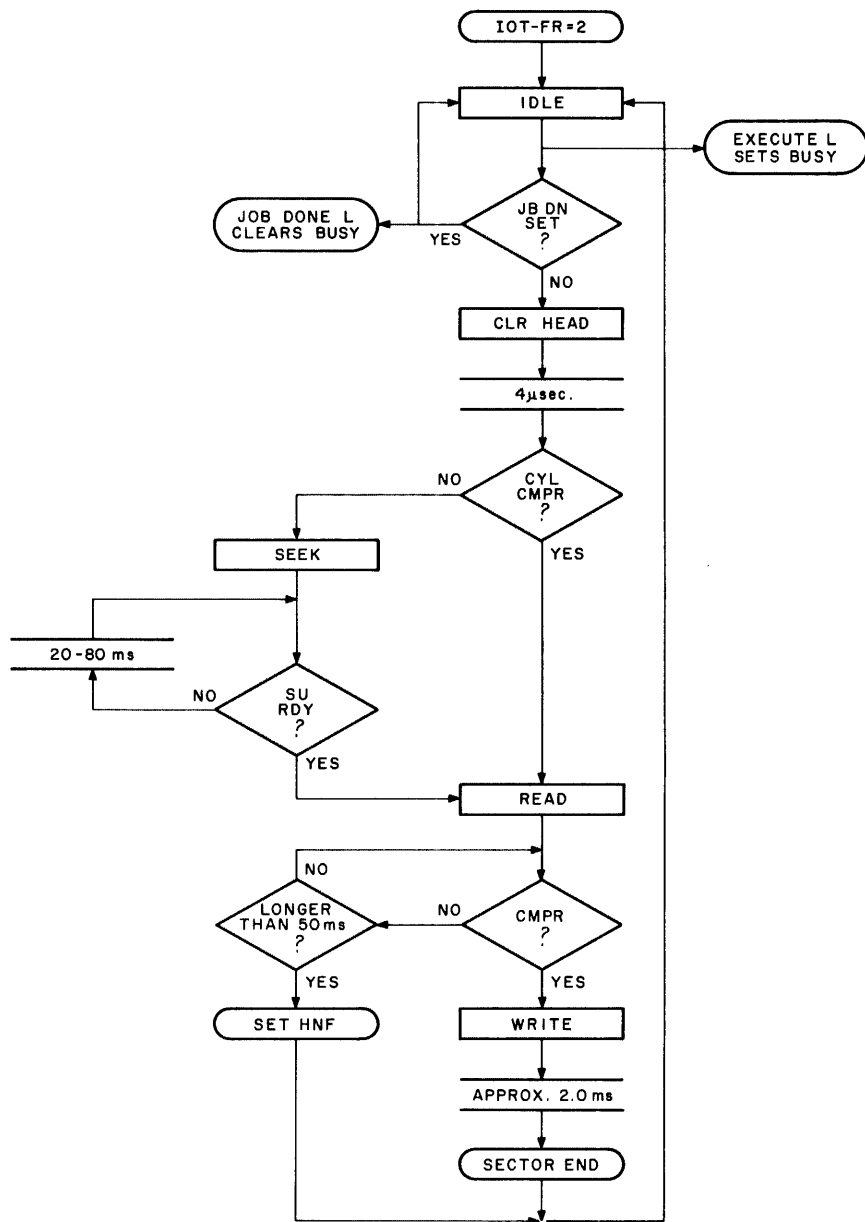 IOT-FR=2
IDLE
EXECUTE L
SETS BUSY
JB DN
SET
?
JOB DONE L
CLEARS BUSY
YES
NO
CLR HEAD
4μsec.
CYL
CMPR
?
NO
YES
SEEK
20-80 ms
SU
RDY
?
NO
YES
READ
NO
LONGER
THAN 50ms
?
NO
CMPR
?
YES
YES
SET HNF
WRITE
APPROX. 2.0ms
SECTOR END